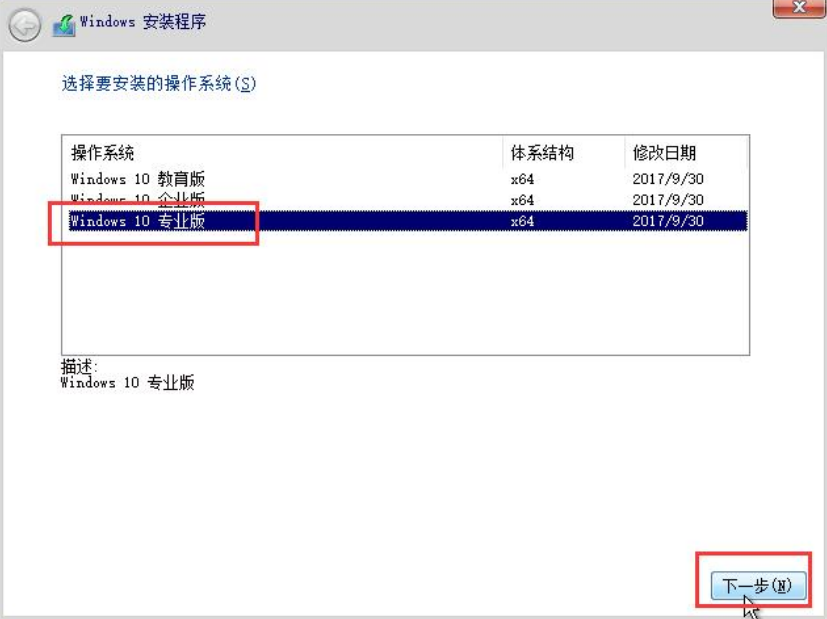 Windows 安装程序
选择要安装的操作系统(S)
操作系统 体系结构 修改日期
Windows 10 教育版 x64 2017/9/30
Windows 10 企业版 x64 2017/9/30
Windows 10 专业版 x64 2017/9/30
描述:
Windows 10 专业版
下一步(N)